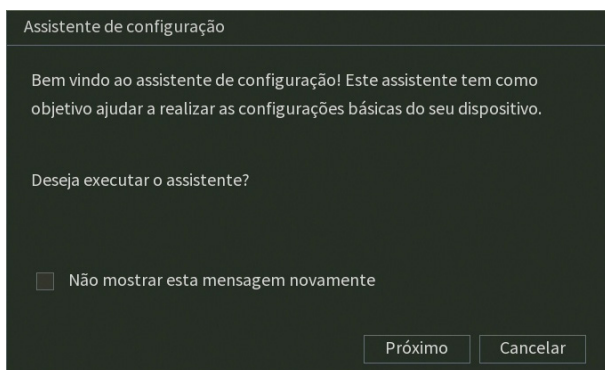 Assistente de configuração
Bem vindo ao assistente de configuração! Este assistente tem como
objetivo ajudar a realizar as configurações básicas do seu dispositivo.
Deseja executar o assistente?
Não mostrar esta mensagem novamente
Próximo Cancelar